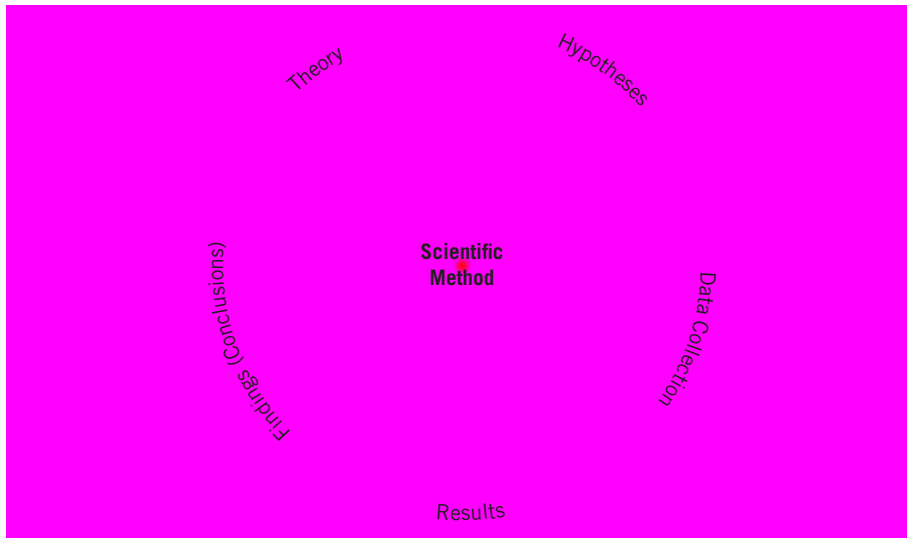 Theory
Hypotheses
Scientific
Method
Data Collection
Results
Findings (Conclusions)